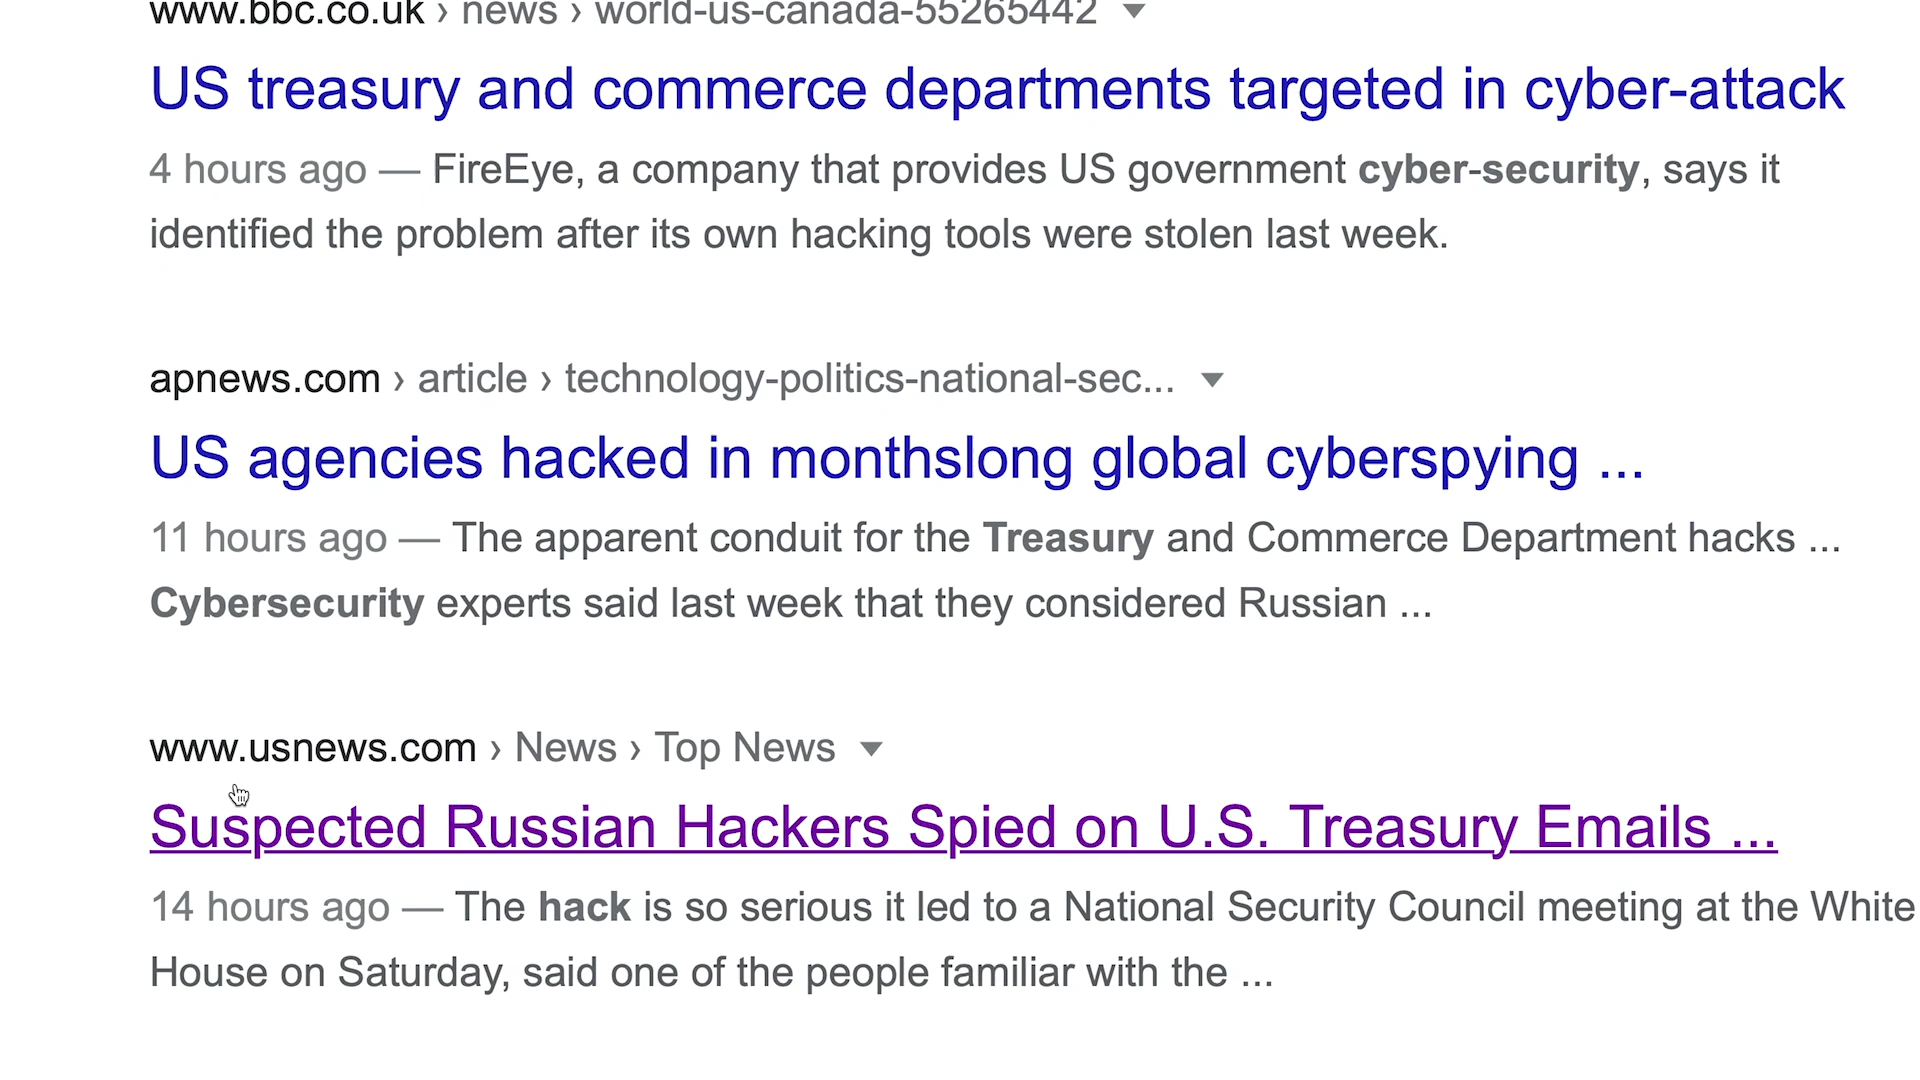 www.bbc.co.uk › news › world-us-canada-55265442
US treasury and commerce departments targeted in cyber-attack
4 hours ago — FireEye, a company that provides US government cyber-security, says it
identified the problem after its own hacking tools were stolen last week.
apnews.com › article › technology-politics-national-sec...
US agencies hacked in monthslong global cyberspying ...
11 hours ago — The apparent conduit for the Treasury and Commerce Department hacks ...
Cybersecurity experts said last week that they considered Russian ...
www.usnews.com › News › Top News
Suspected Russian Hackers Spied on U.S. Treasury Emails ...
14 hours ago — The hack is so serious it led to a National Security Council meeting at the White
House on Saturday, said one of the people familiar with the ...